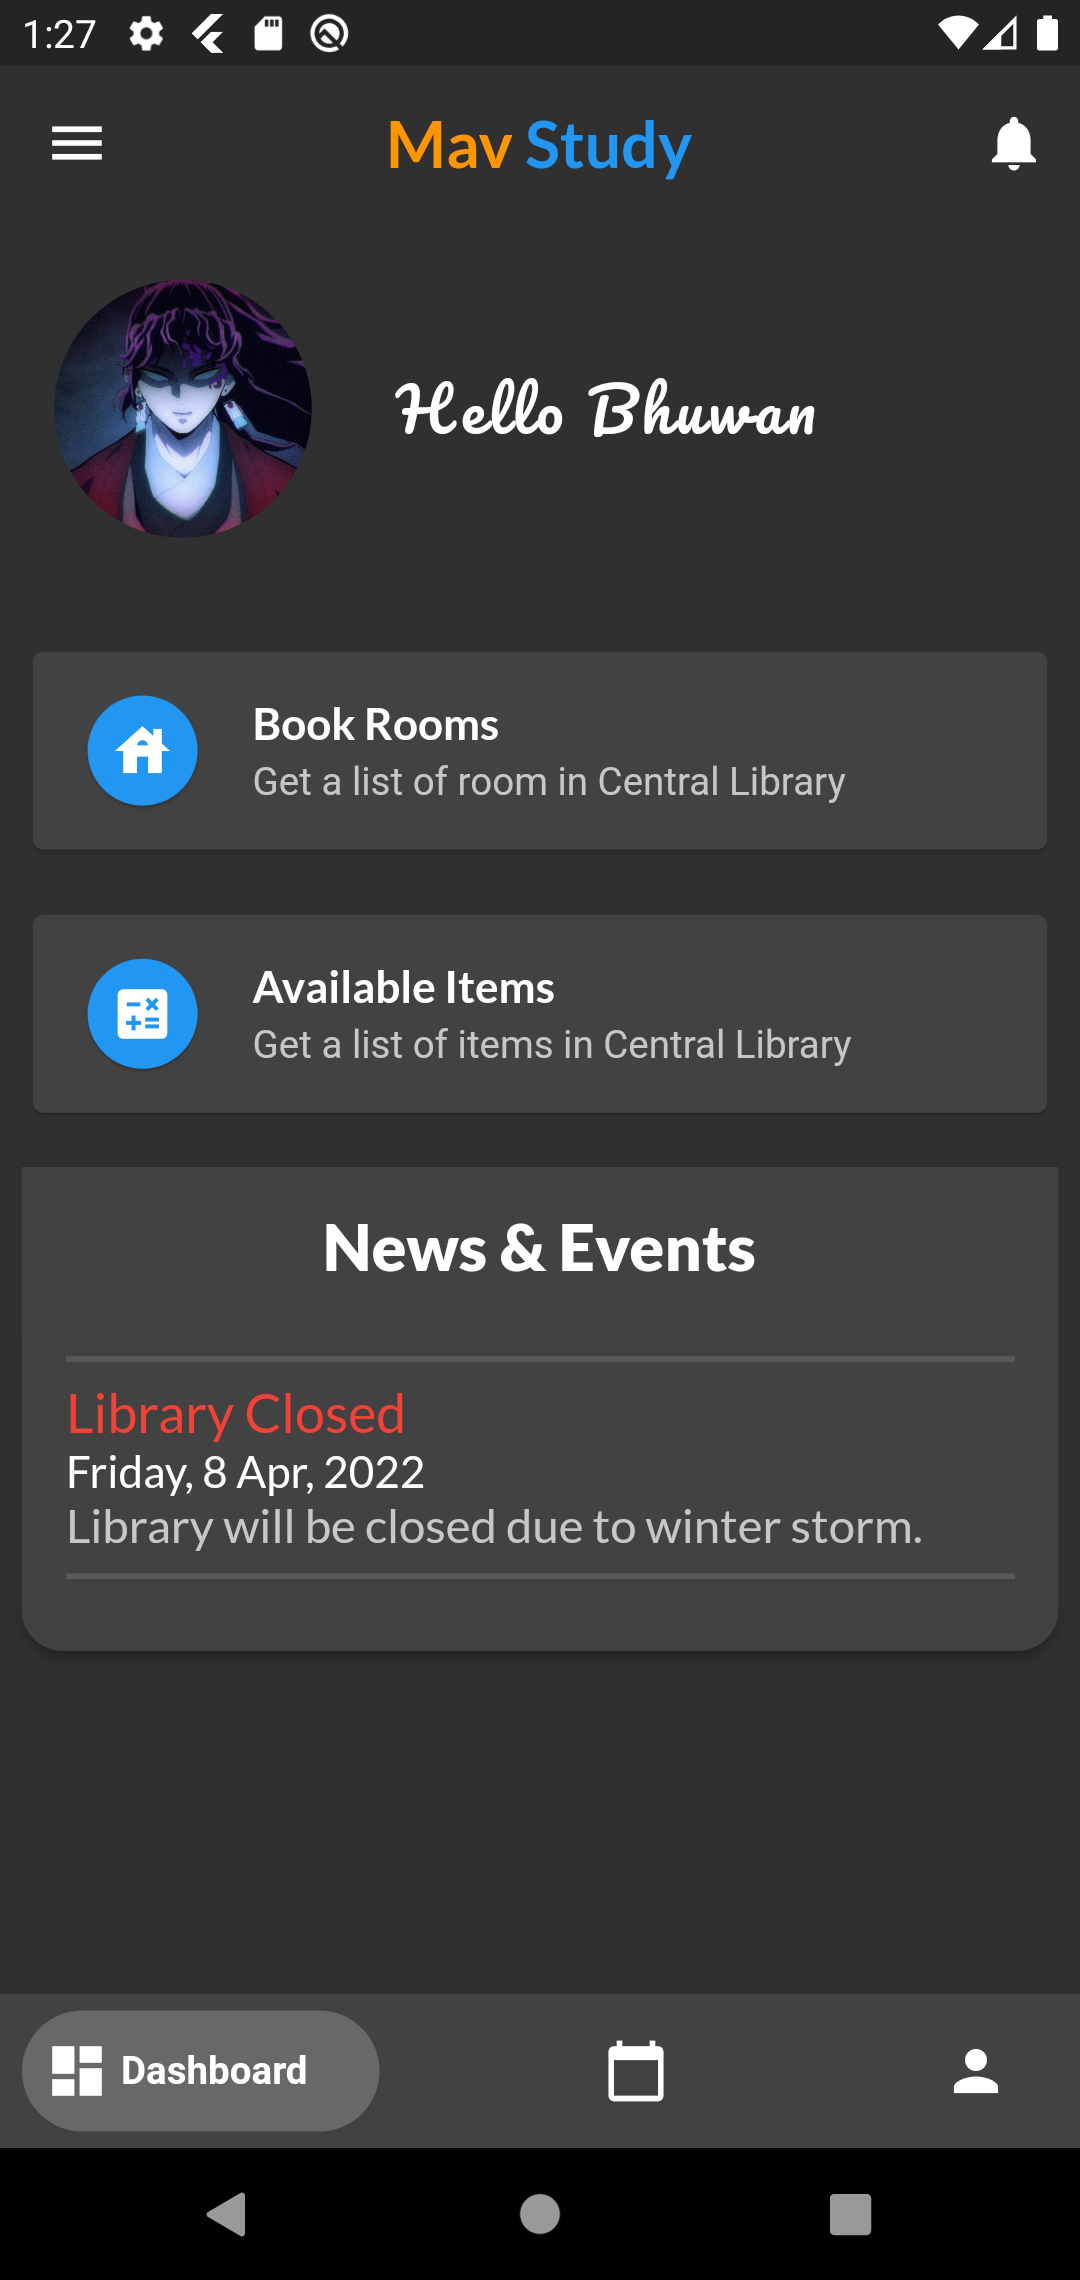 1:27
Mav Study
Hello Bhuwan
Book Rooms
Get a list of room in Central Library
Available Items
Get a list of items in Central Library
News & Events
Library Closed
Friday, 8 Apr, 2022
Library will be closed due to winter storm.
Dashboard